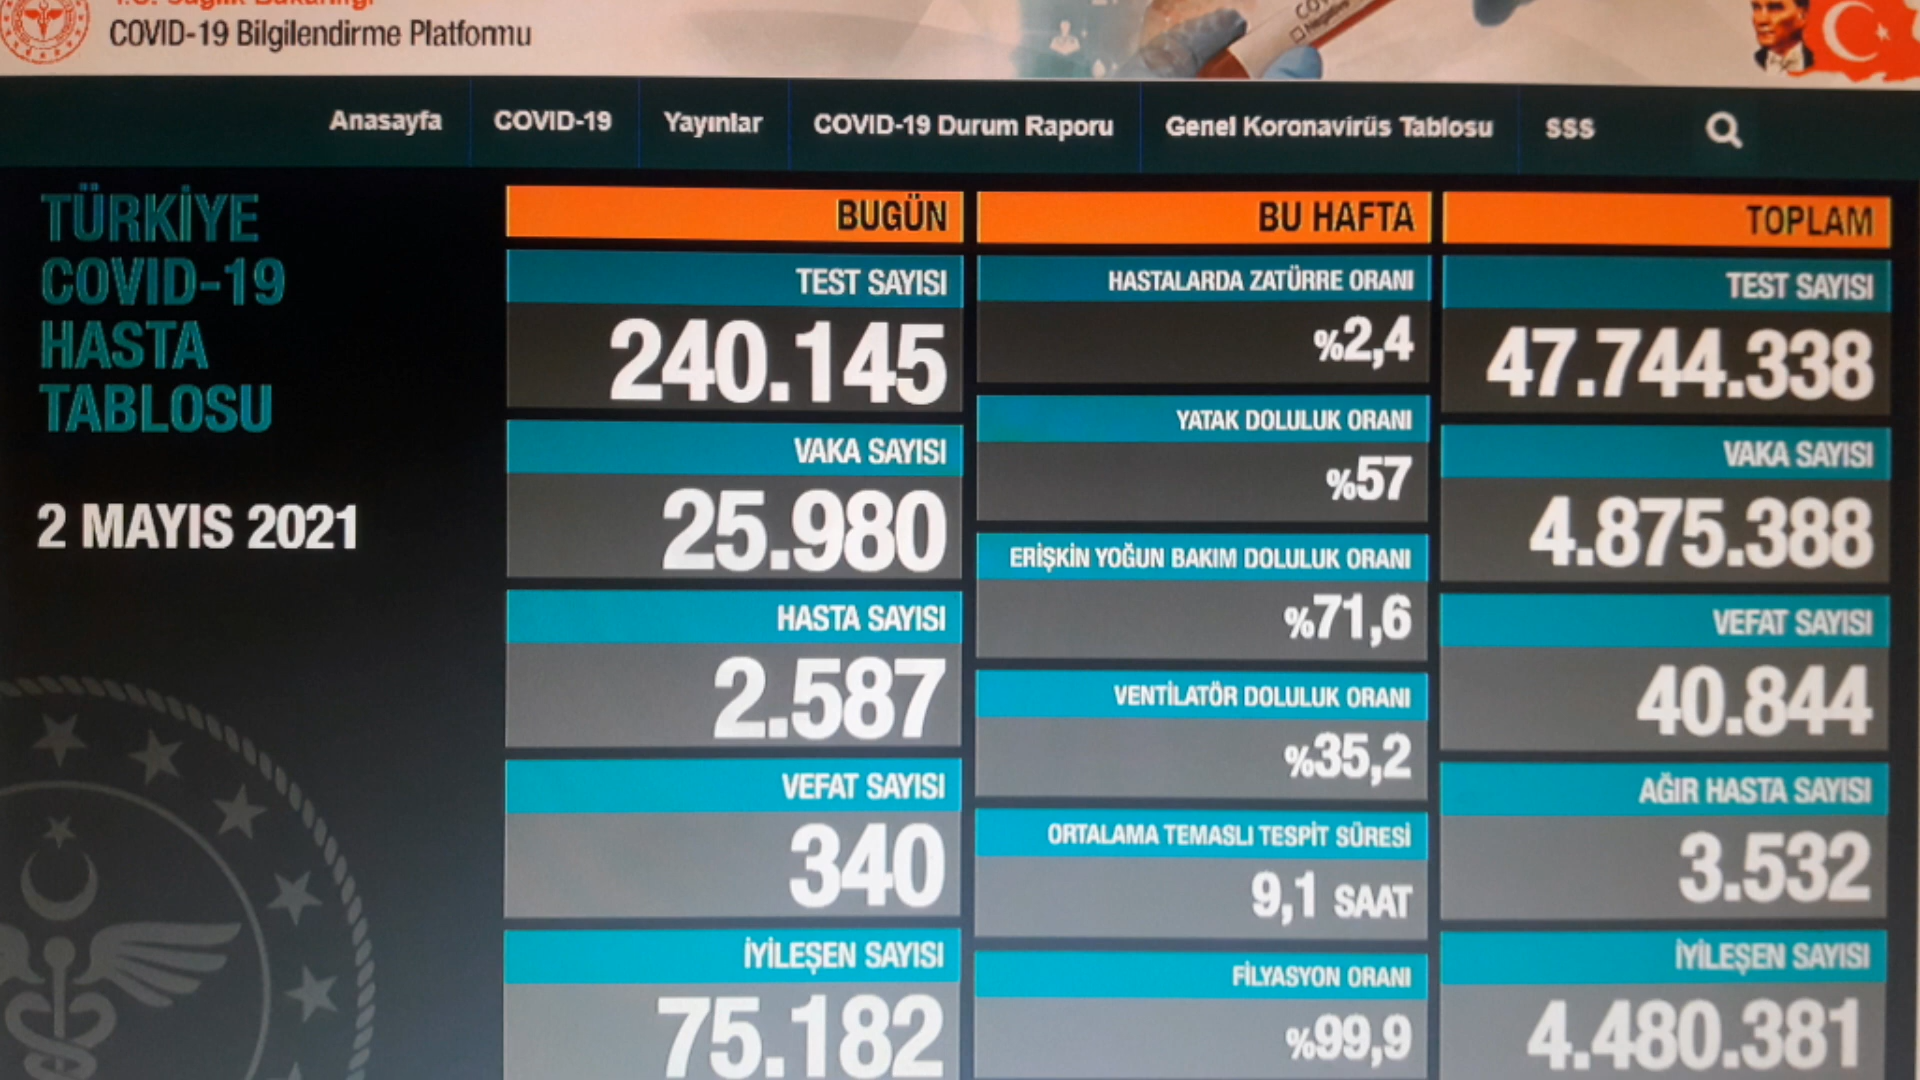 T.C. Sağlık Bakanlığı
COVID-19 Bilgilendirme Platformu
Anasayfa
COVID-19
Yayınlar
COVID-19 Durum Raporu
Genel Koronavirüs Tablosu
SSS
TÜRKİYE
COVID-19
HASTA
TABLOSU
2 MAYIS 2021
BUGÜN
TEST SAYISI
240.145
VAKA SAYISI
25.980
HASTA SAYISI
2.587
VEFAT SAYISI
340
İYİLEŞEN SAYISI
75.182
BU HAFTA
HASTALARDA ZATÜRRE ORANI
%2,4
YATAK DOLULUK ORANI
%57
ERİŞKİN YOĞUN BAKIM DOLULUK ORANI
%71,6
VENTİLATÖR DOLULUK ORANI
%35,2
ORTALAMA TEMASLI TESPİT SÜRESİ
9,1 SAAT
FİLYASYON ORANI
%99,9
TOPLAM
TEST SAYISI
47.744.338
VAKA SAYISI
4.875.388
VEFAT SAYISI
40.844
AĞIR HASTA SAYISI
3.532
İYİLEŞEN SAYISI
4.480.381